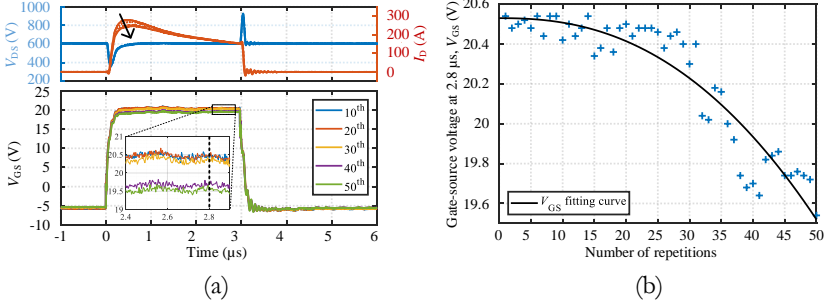 1000
800
600
400
200
V_DS (V)
300
200
100
0
I_D (A)
25
20
15
10
5
0
-5
-10
V_GS (V)
10th
20th
30th
40th
50th
21
20.5
20
19.5
19
2.4 2.6 2.8
-1 0 1 2 3 4 5 6
Time (µs)
(a)
Gate-source voltage at 2.8 µs, V_GS (V)
20.6
20.4
20.2
20
19.8
19.6
V_GS fitting curve
0 5 10 15 20 25 30 35 40 45 50
Number of repetitions
(b)